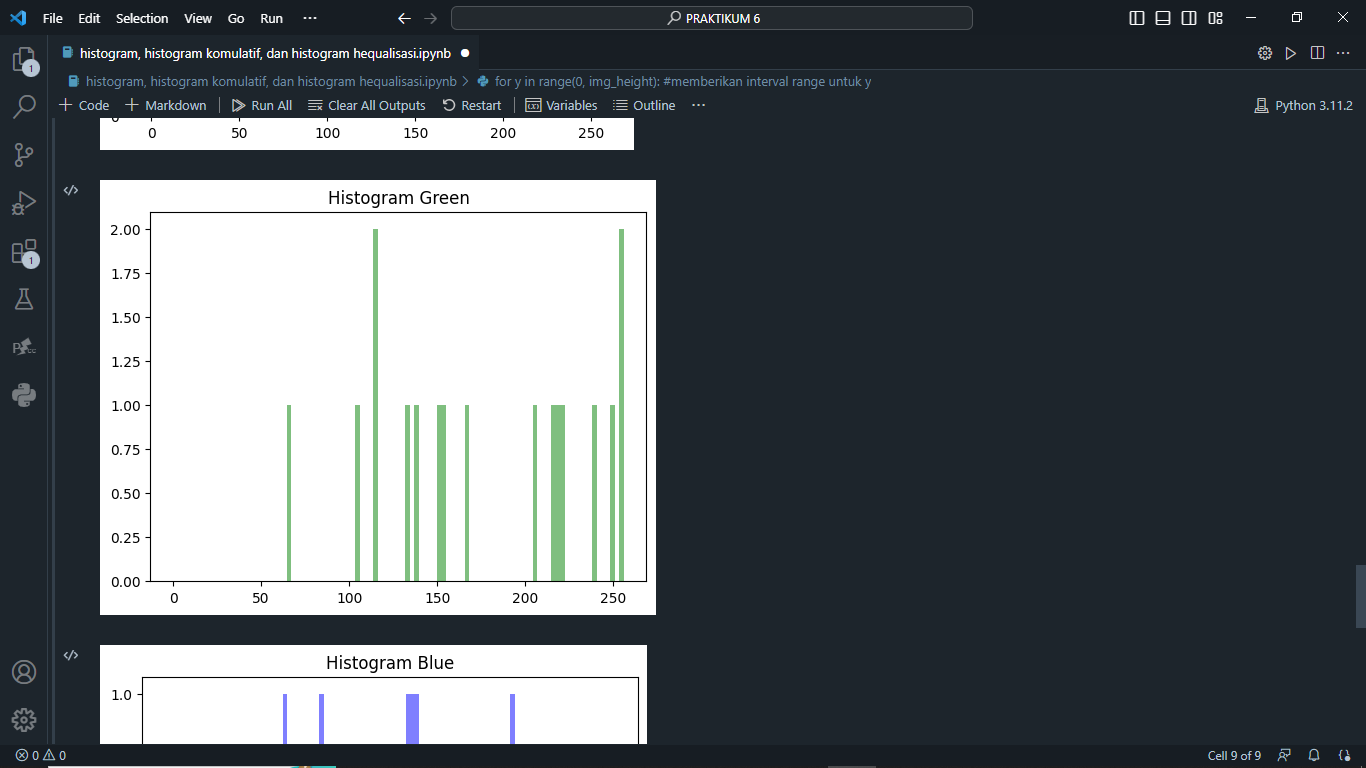 File Edit Selection View Go Run ···
PRAKTIKUM 6
histogram, histogram komulatif, dan histogram hequalisasi.ipynb
histogram, histogram komulatif, dan histogram hequalisasi.ipynb > for y in range(0, img_height): #memberikan interval range untuk y
+ Code + Markdown Run All Clear All Outputs Restart Variables Outline ···
Python 3.11.2
1
1
0
0 50 100 150 200 250
Histogram Green
2.00
1.75
1.50
1.25
1.00
0.75
0.50
0.25
0.00
0 50 100 150 200 250
Histogram Blue
1.0
0 0
Cell 9 of 9